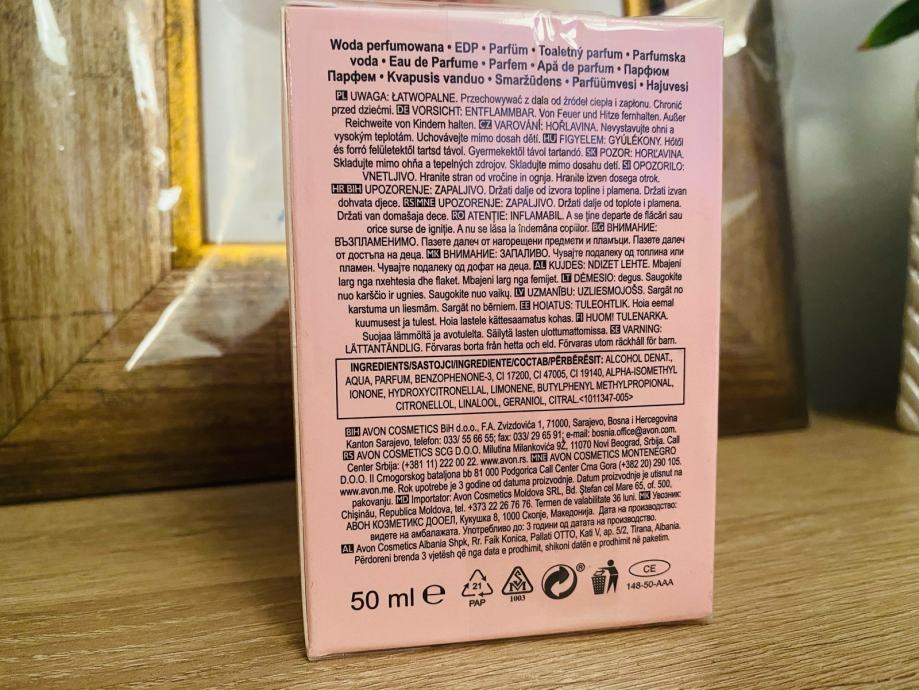 Woda perfumowana • EDP • Parfüm • Toaletný parfum • Parfumska
voda • Eau de Parfume • Parfem • Apă de parfum • Парфюм
Парфем • Kvapusis vanduo • Smaržūdens • Parfüümvesi • Hajuvesi
PL UWAGA: ŁATWOPALNE. Przechowywać z dala od źródeł ciepła i zapłonu. Chronić
przed dziećmi. DE VORSICHT: ENTFLAMMBAR. Von Feuer und Hitze fernhalten. Außer
Reichweite von Kindern halten. CZ VAROVÁNÍ: HOŘLAVINA. Nevystavujte ohni a
vysokým teplotám. Uchovávejte mimo dosah dětí. HU FIGYELEM: GYÚLÉKONY. Hőtől
és forró felületektől tartsd távol. Gyermekektől távol tartandó. SK POZOR: HORĽAVINA.
Skladujte mimo ohňa a tepelných zdrojov. Skladujte mimo dosahu detí. SI OPOZORILO:
VNETLJIVO. Hranite stran od vročine in ognja. Hranite izven dosega otrok.
HR BIH UPOZORENJE: ZAPALJIVO. Držati dalje od izvora topline i plamena. Držati izvan
dohvata djece. RS MNE UPOZORENJE: ZAPALJIVO. Držati dalje od toplote i plamena.
Držati van domašaja dece. RO ATENȚIE: INFLAMABIL. A se ține departe de flăcări sau
orice surse de igniție. A nu se lăsa la îndemâna copiilor. BG ВНИМАНИЕ:
ВЪЗПЛАМЕНИМО. Пазете далеч от нагорещени предмети и пламъци. Пазете далеч
от достъпа на деца. MK ВНИМАНИЕ: ЗАПАЛИВО. Чувајте подалеку од топлина или
пламен. Чувајте подалеку од дофат на деца. AL KUJDES: NDIZET LEHTE. Mbajeni
larg nga nxehtesia dhe flaket. Mbajeni larg nga femijet. LT DĖMESIO: degus. Saugokite
nuo karščio ir ugnies. Saugokite nuo vaikų. LV UZMANĪBU: UZLIESMOJOŠS. Sargāt no
karstuma un liesmām. Sargāt no bērniem. EE HOIATUS: TULEOHTLIK. Hoia eemal
kuumusest ja tulest. Hoia lastele kättesaamatus kohas. FI HUOM! TULENARKA.
Suojaa lämmöltä ja avotulelta. Säilytä lasten ulottumattomissa. SE VARNING:
LÄTTANTÄNDLIG. Förvaras borta från hetta och eld. Förvaras utom räckhåll för barn.
INGREDIENTS/SASTOJCI/INGREDIENTE/СОСТАВ/PËRBËRËSIT: ALCOHOL DENAT.,
AQUA, PARFUM, BENZOPHENONE-3, CI 17200, CI 47005, CI 19140, ALPHA-ISOMETHYL
IONONE, HYDROXYCITRONELLAL, LIMONENE, BUTYLPHENYL METHYLPROPIONAL,
CITRONELLOL, LINALOOL, GERANIOL, CITRAL.<1011347-005>
BIH AVON COSMETICS BiH d.o.o., F.A. Zvizdovića 1, 71000, Sarajevo, Bosna i Hercegovina
Kanton Sarajevo, telefon: 033/ 55 66 55; fax: 033/ 29 65 91; e-mail: bosnia.office@avon.com.
RS AVON COSMETICS SCG D.O.O. Milutina Milankovića 9Ž, 11070 Novi Beograd, Srbija. Call
Center Srbija: (+381 11) 222 00 22. www.avon.rs. MNE AVON COSMETICS MONTENEGRO
D.O.O. II Crnogorskog bataljona bb 81 000 Podgorica Call Center Crna Gora (+382 20) 290 105.
www.avon.me. Rok upotrebe je 3 godine od datuma proizvodnje. Datum proizvodnje je utisnut na
pakovanju. MD Importator: Avon Cosmetics Moldova SRL, Bd. Ștefan cel Mare 65, of. 500,
Chișinău, Republica Moldova, tel. +373 22 26 76 76. Termen de valabilitate 36 luni. MK Увозник:
АВОН КОЗМЕТИКС ДООЕЛ, Кукушка 8, 1000 Скопје, Македонија. Дата на производство:
видете на амбалажата. Употребливо до: 3 години од датата на производство.
AL Avon Cosmetics Albania Shpk, Rr. Faik Konica, Pallati OTTO, Kati V, ap. 5/2, Tirana, Albania.
Përdoreni brenda 3 vjetësh që nga data e prodhimit, shikoni datën e prodhimit në paketim.
50 ml e 21 PAP 1003 ® CE 148-50-AAA